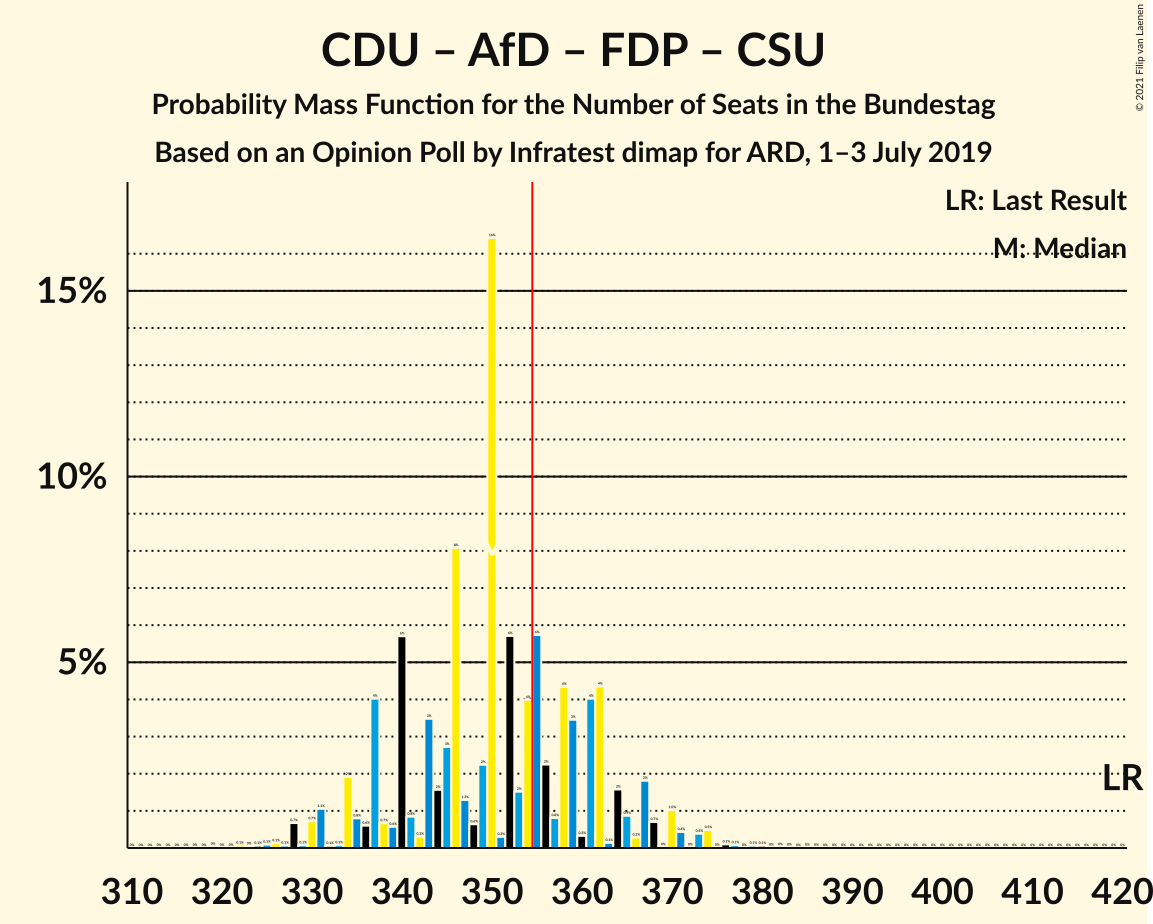 CDU – AfD – FDP – CSU
Probability Mass Function for the Number of Seats in the Bundestag
Based on an Opinion Poll by Infratest dimap for ARD, 1–3 July 2019
© 2021 Filip van Laenen
LR: Last Result
M: Median
15%
10%
5%
M
LR
310 320 330 340 350 360 370 380 390 400 410 420